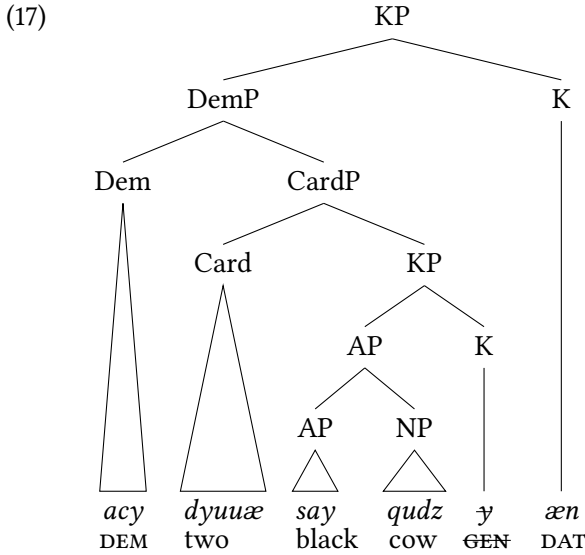 (17)
KP
DemP K
Dem CardP
Card KP
AP K
AP NP
acy dyuuæ say qudz y æn
DEM two black cow GEN DAT